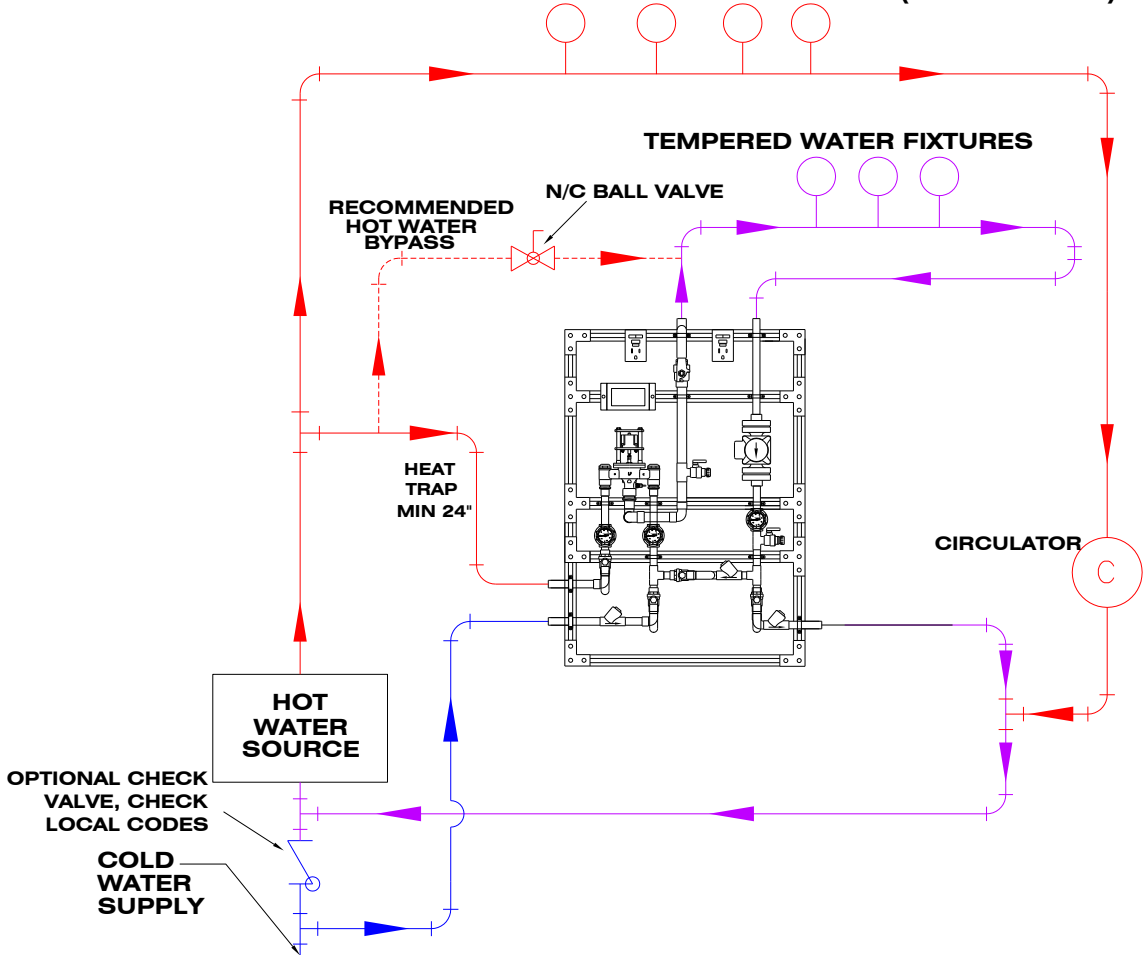 TEMPERED WATER FIXTURES
N/C BALL VALVE
RECOMMENDED
HOT WATER
BYPASS
HEAT
TRAP
MIN 24"
CIRCULATOR
C
HOT
WATER
SOURCE
OPTIONAL CHECK
VALVE, CHECK
LOCAL CODES
COLD
WATER
SUPPLY